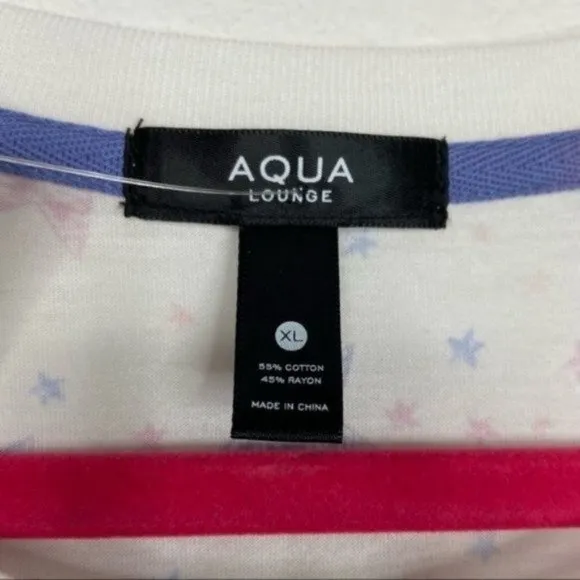 AQUA
LOUNGE
XL
55% COTTON
45% RAYON
MADE IN CHINA